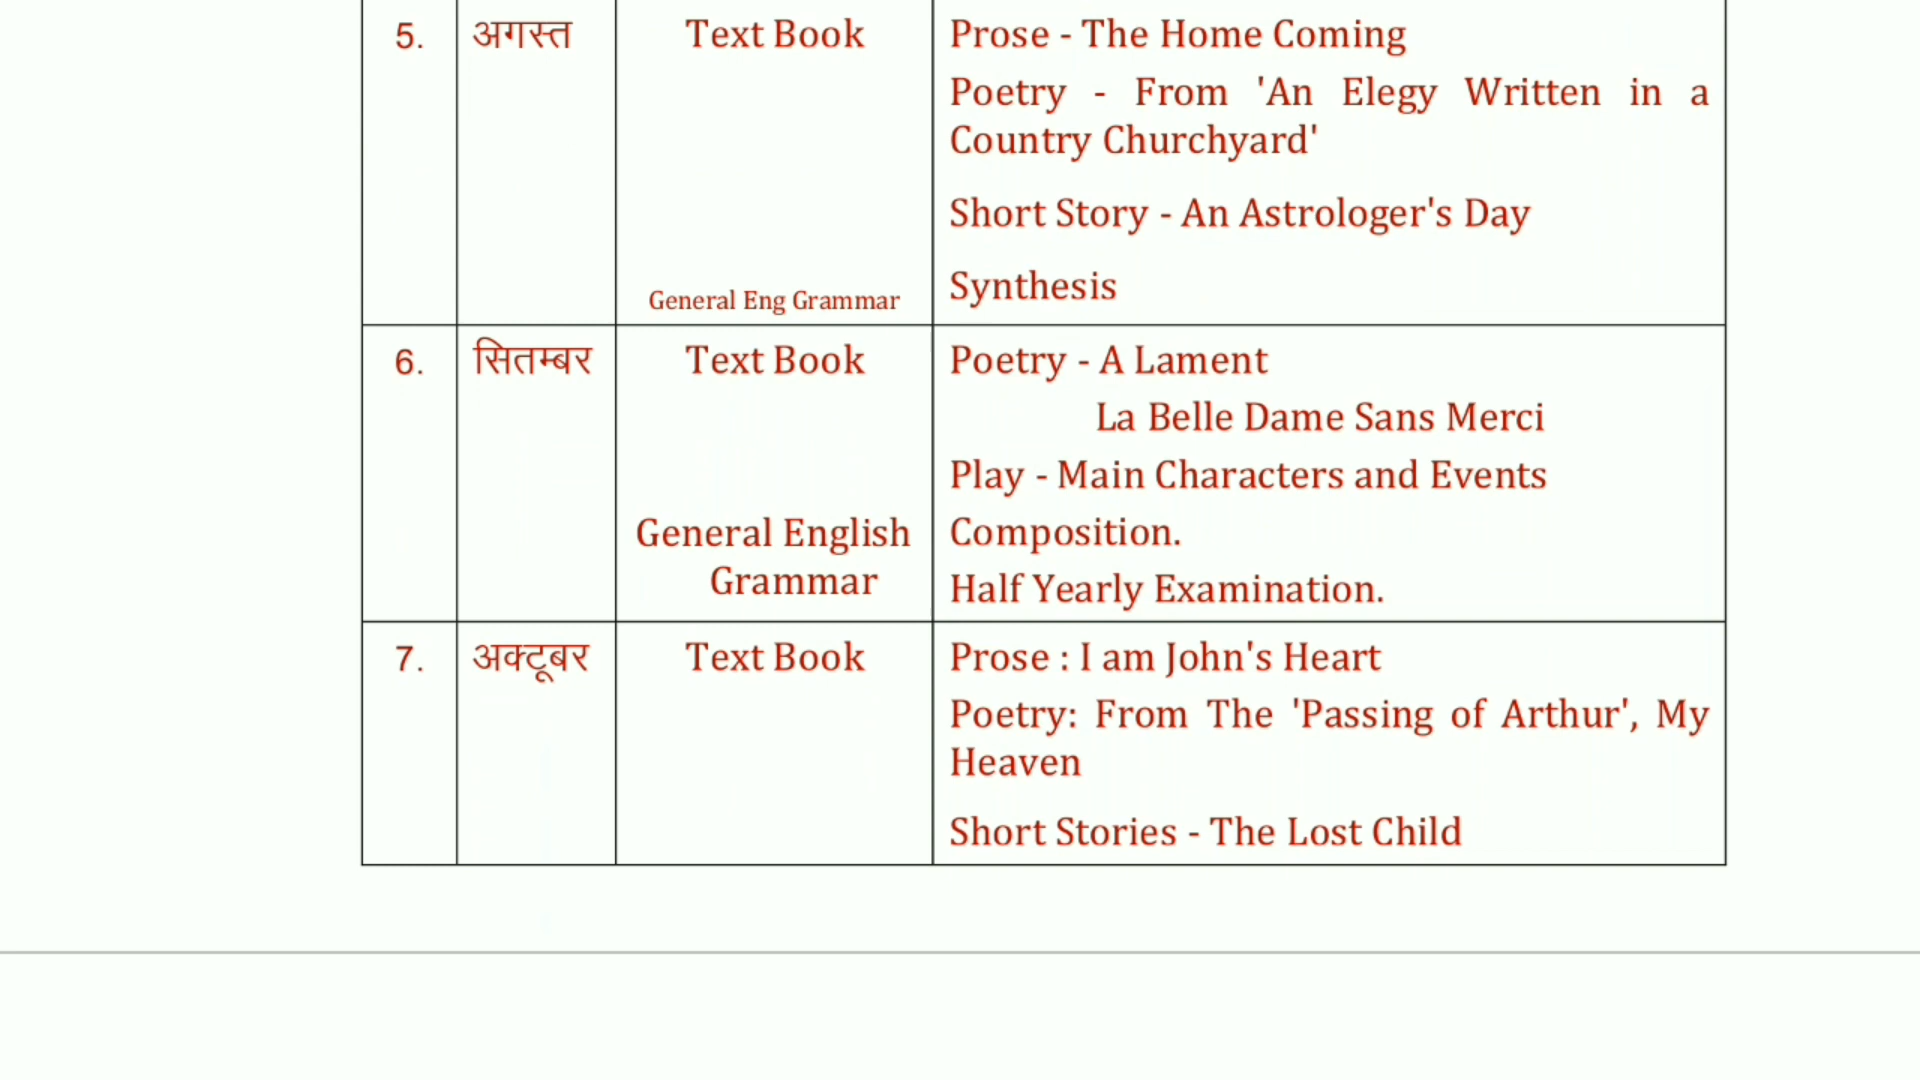 5. अगस्त Text Book Prose - The Home Coming
Poetry - From 'An Elegy Written in a
Country Churchyard'
Short Story - An Astrologer's Day
General Eng Grammar Synthesis
6. सितम्बर Text Book Poetry - A Lament
La Belle Dame Sans Merci
Play - Main Characters and Events
General English Composition.
Grammar Half Yearly Examination.
7. अक्टूबर Text Book Prose : I am John's Heart
Poetry: From The 'Passing of Arthur', My
Heaven
Short Stories - The Lost Child